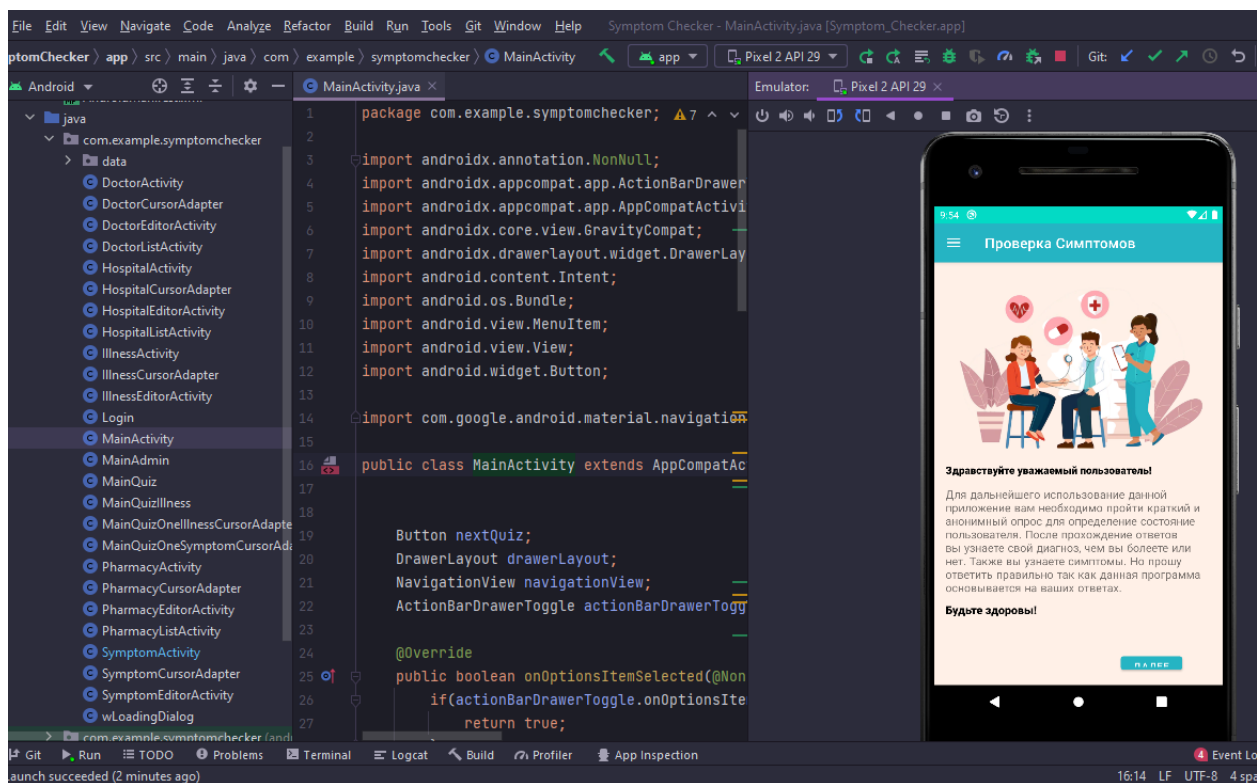 File Edit View Navigate Code Analyze Refactor Build Run Tools Git Window Help Symptom Checker - MainActivity.java [Symptom_Checker.app]
ptomChecker app src main java com example symptomchecker MainActivity app Pixel 2 API 29 Git:
Android
MainActivity.java
Emulator: Pixel 2 API 29
java
com.example.symptomchecker
data
DoctorActivity
DoctorCursorAdapter
DoctorEditorActivity
DoctorListActivity
HospitalActivity
HospitalCursorAdapter
HospitalEditorActivity
HospitalListActivity
IllnessActivity
IllnessCursorAdapter
IllnessEditorActivity
Login
MainActivity
MainAdmin
MainQuiz
MainQuizIllness
MainQuizOneIllnessCursorAdapte
MainQuizOneSymptomCursorAda
PharmacyActivity
PharmacyCursorAdapter
PharmacyEditorActivity
PharmacyListActivity
SymptomActivity
SymptomCursorAdapter
SymptomEditorActivity
wLoadingDialog
com.example.symptomchecker (and
1 package com.example.symptomchecker; 7
2
3 import androidx.annotation.NonNull;
4 import androidx.appcompat.app.ActionBarDrawer
5 import androidx.appcompat.app.AppCompatActivi
6 import androidx.core.view.GravityCompat;
7 import androidx.drawerlayout.widget.DrawerLay
8 import android.content.Intent;
9 import android.os.Bundle;
10 import android.view.MenuItem;
11 import android.view.View;
12 import android.widget.Button;
13
14 import com.google.android.material.navigation
15
16 public class MainActivity extends AppCompatAc
17
18
19 Button nextQuiz;
20 DrawerLayout drawerLayout;
21 NavigationView navigationView;
22 ActionBarDrawerToggle actionBarDrawerTogg
23
24 @Override
25 public boolean onOptionsItemSelected(@Non
26 if(actionBarDrawerToggle.onOptionsIte
27 return true;
9:54
Проверка Симптомов
Здравствуйте уважаемый пользователь!
Для дальнейшего использование данной
приложение вам необходимо пройти краткий и
анонимный опрос для определение состояние
пользователя. После прохождение ответов
вы узнаете свой диагноз, чем вы болеете или
нет. Также вы узнаете симптомы. Но прошу
ответить правильно так как данная программа
основывается на ваших ответах.
Будьте здоровы!
ДАЛЕЕ
Git Run TODO Problems Terminal Logcat Build Profiler App Inspection 4 Event Lo
aunch succeeded (2 minutes ago) 16:14 LF UTF-8 4 spa